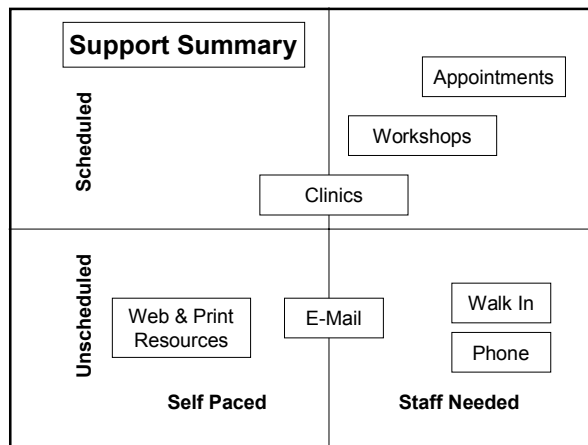 Support Summary
Appointments
Workshops
Clinics
Scheduled
Unscheduled
Web & Print
Resources
E-Mail
Walk In
Phone
Self Paced
Staff Needed